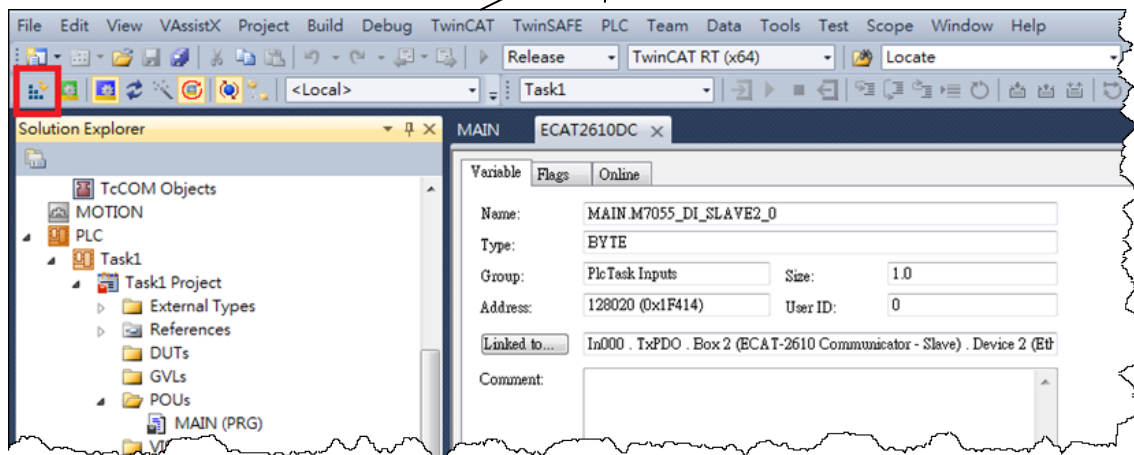 File Edit View VAssistX Project Build Debug TwinCAT TwinSAFE PLC Team Data Tools Test Scope Window Help
Release TwinCAT RT (x64) Locate
<Local> Task1
Solution Explorer
MAIN ECAT2610DC
Variable Flags Online
TcCOM Objects
MOTION
PLC
Task1
Task1 Project
External Types
References
DUTs
GVLs
POUs
MAIN (PRG)
Name: MAIN.M7055_DI_SLAVE2_0
Type: BYTE
Group: PlcTask Inputs Size: 1.0
Address: 128020 (0x1F414) User ID: 0
Linked to... In000 . TxPDO . Box 2 (ECAT-2610 Communicator - Slave) . Device 2 (Eth
Comment: